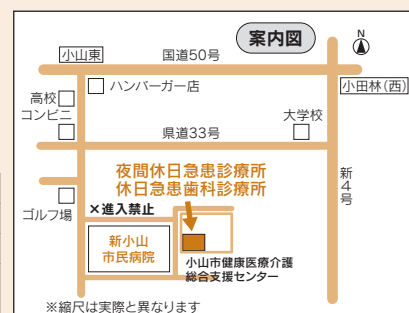 案内図
N
小山東
国道50号
小田林(西)
ハンバーガー店
高校
コンビニ
大学校
県道33号
夜間休日急患診療所
休日急患歯科診療所
新4号
ゴルフ場
×進入禁止
新小山
市民病院
小山市健康医療介護
総合支援センター
※縮尺は実際と異なります